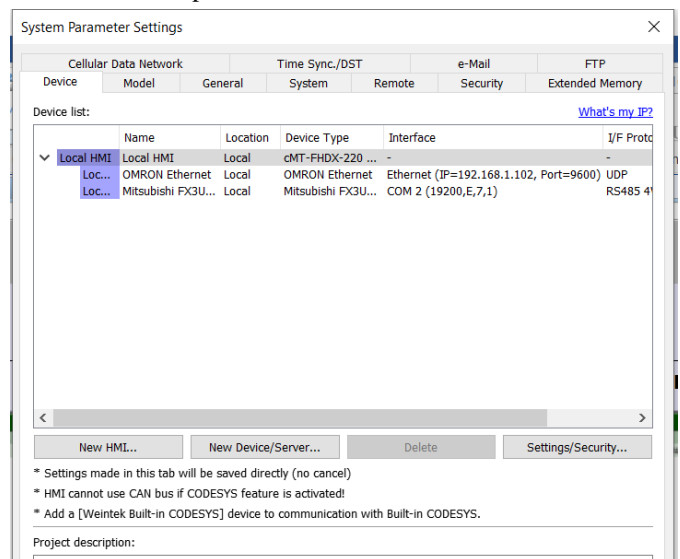 System Parameter Settings
Cellular Data Network Time Sync./DST e-Mail FTP
Device Model General System Remote Security Extended Memory
Device list: What's my IP?
Name Location Device Type Interface I/F Proto
Local HMI Local HMI Local cMT-FHDX-220 ... - -
Loc... OMRON Ethernet Local OMRON Ethernet Ethernet (IP=192.168.1.102, Port=9600) UDP
Loc... Mitsubishi FX3U... Local Mitsubishi FX3U... COM 2 (19200,E,7,1) RS485 4
New HMI... New Device/Server... Delete Settings/Security...
* Settings made in this tab will be saved directly (no cancel)
* HMI cannot use CAN bus if CODESYS feature is activated!
* Add a [Weintek Built-in CODESYS] device to communication with Built-in CODESYS.
Project description: